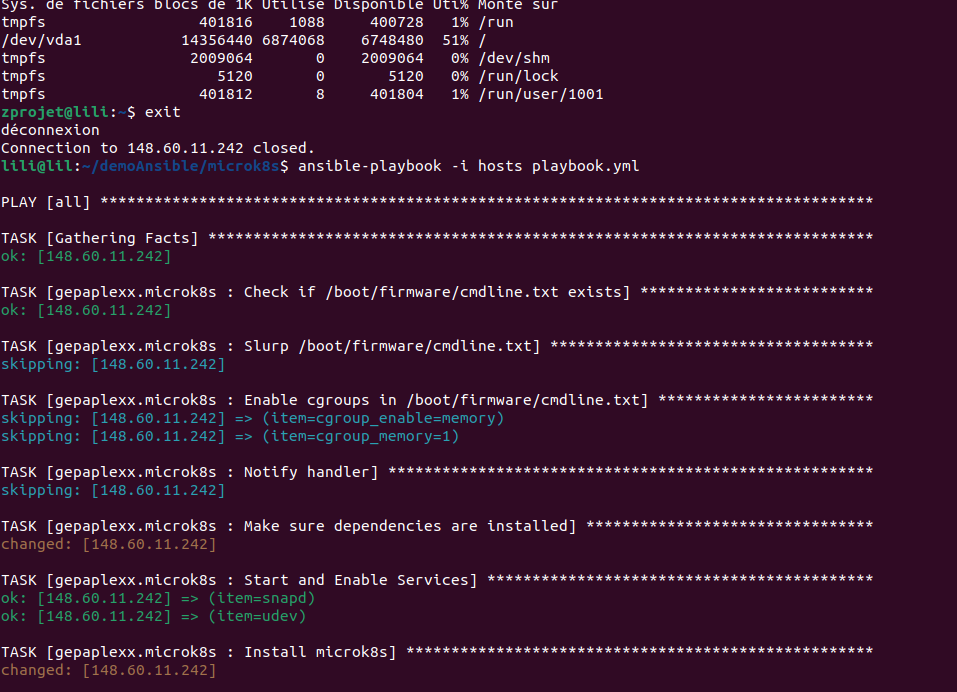 Sys. de fichiers blocs de 1K Utilisé Disponible Uti% Monté sur
tmpfs 401816 1088 400728 1% /run
/dev/vda1 14356440 6874068 6748480 51% /
tmpfs 2009064 0 2009064 0% /dev/shm
tmpfs 5120 0 5120 0% /run/lock
tmpfs 401812 8 401804 1% /run/user/1001
zprojet@lili:~$ exit
déconnexion
Connection to 148.60.11.242 closed.
lili@lil:~/demoAnsible/microk8s$ ansible-playbook -i hosts playbook.yml
PLAY [all] **************************************************************************************
TASK [Gathering Facts] **************************************************************************
ok: [148.60.11.242]
TASK [gepaplexx.microk8s : Check if /boot/firmware/cmdline.txt exists] **************************
ok: [148.60.11.242]
TASK [gepaplexx.microk8s : Slurp /boot/firmware/cmdline.txt] ************************************
skipping: [148.60.11.242]
TASK [gepaplexx.microk8s : Enable cgroups in /boot/firmware/cmdline.txt] ************************
skipping: [148.60.11.242] => (item=cgroup_enable=memory)
skipping: [148.60.11.242] => (item=cgroup_memory=1)
TASK [gepaplexx.microk8s : Notify handler] ******************************************************
skipping: [148.60.11.242]
TASK [gepaplexx.microk8s : Make sure dependencies are installed] ********************************
changed: [148.60.11.242]
TASK [gepaplexx.microk8s : Start and Enable Services] *******************************************
ok: [148.60.11.242] => (item=snapd)
ok: [148.60.11.242] => (item=udev)
TASK [gepaplexx.microk8s : Install microk8s] ****************************************************
changed: [148.60.11.242]